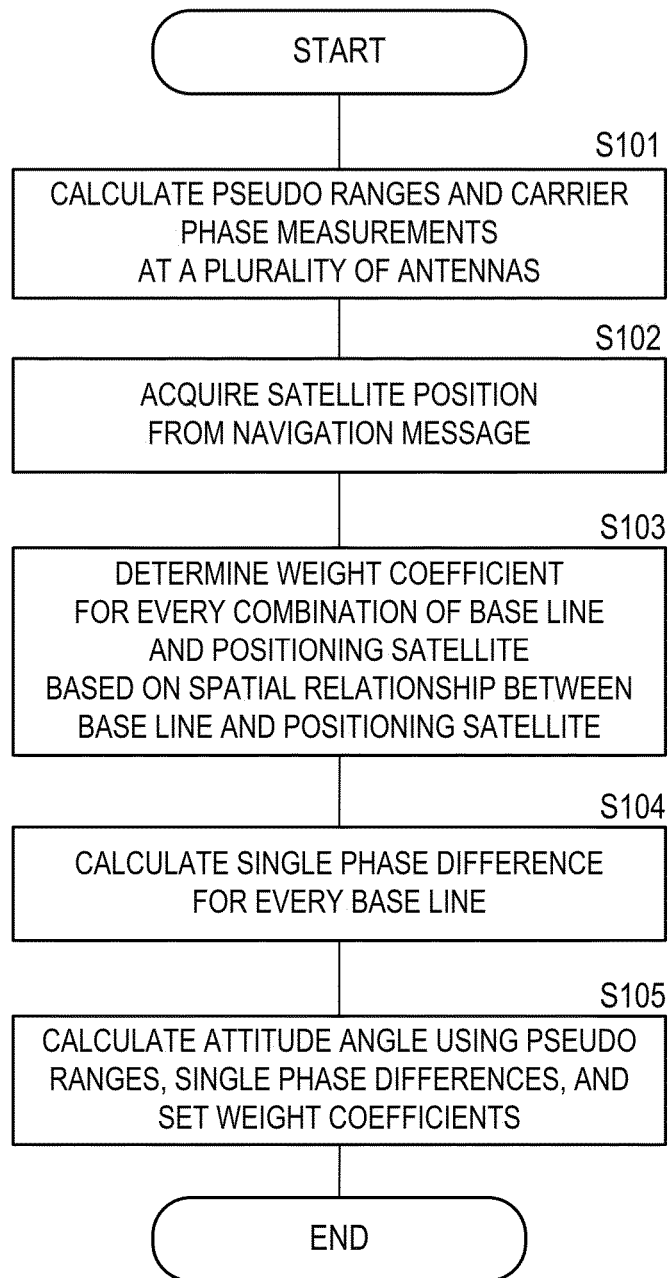 START
S101
CALCULATE PSEUDO RANGES AND CARRIER
PHASE MEASUREMENTS
AT A PLURALITY OF ANTENNAS
S102
ACQUIRE SATELLITE POSITION
FROM NAVIGATION MESSAGE
S103
DETERMINE WEIGHT COEFFICIENT
FOR EVERY COMBINATION OF BASE LINE
AND POSITIONING SATELLITE
BASED ON SPATIAL RELATIONSHIP BETWEEN
BASE LINE AND POSITIONING SATELLITE
S104
CALCULATE SINGLE PHASE DIFFERENCE
FOR EVERY BASE LINE
S105
CALCULATE ATTITUDE ANGLE USING PSEUDO
RANGES, SINGLE PHASE DIFFERENCES, AND
SET WEIGHT COEFFICIENTS
END